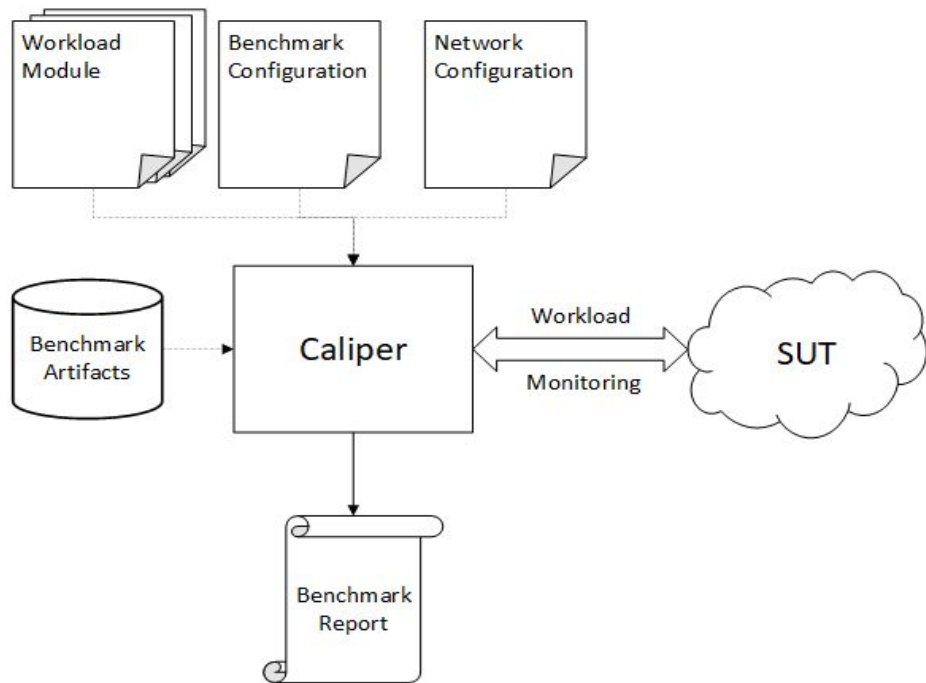 Workload
Module
Benchmark
Configuration
Network
Configuration
Benchmark
Artifacts
Caliper
Workload
Monitoring
SUT
Benchmark
Report